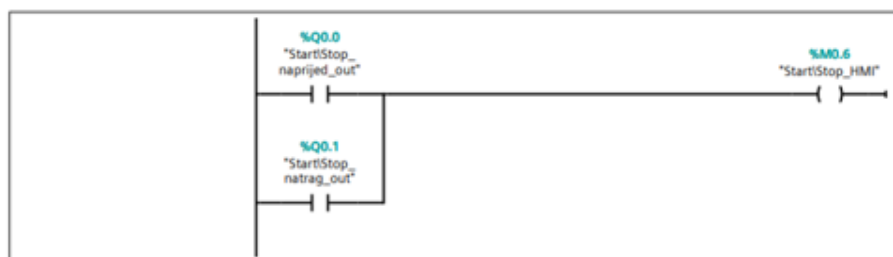 %Q0.0
"Start\Stop_
naprijed_out"
%M0.6
"Start\Stop_HMI"
%Q0.1
"Start\Stop_
natrag_out"